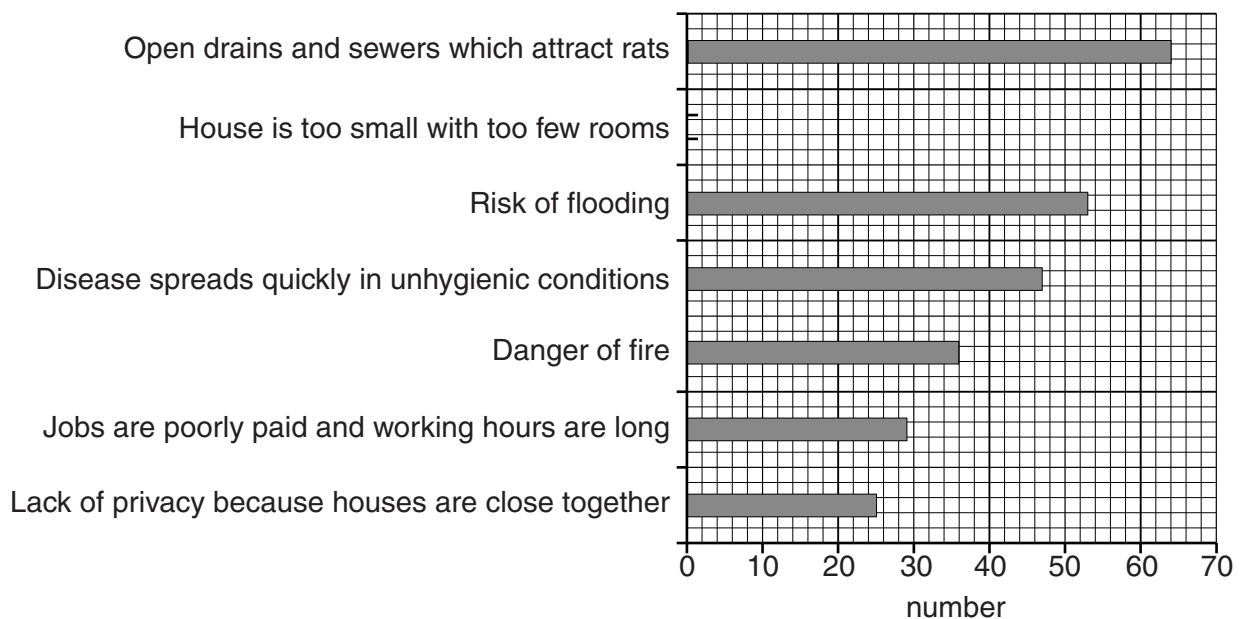 Open drains and sewers which attract rats
House is too small with too few rooms
Risk of flooding
Disease spreads quickly in unhygienic conditions
Danger of fire
Jobs are poorly paid and working hours are long
Lack of privacy because houses are close together
0 10 20 30 40 50 60 70
number